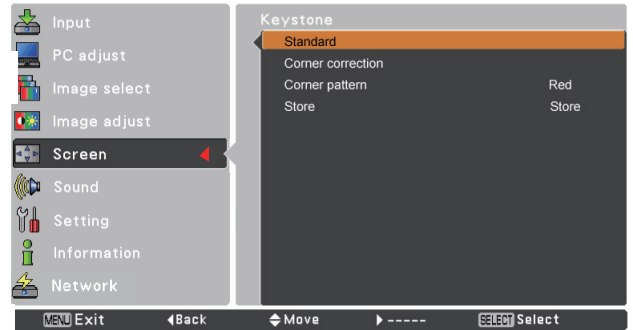 Input
PC adjust
Image select
Image adjust
Screen
Sound
Setting
Information
Network
Keystone
Standard
Corner correction
Corner pattern Red
Store Store
MENU Exit Back Move ----- SELECT Select